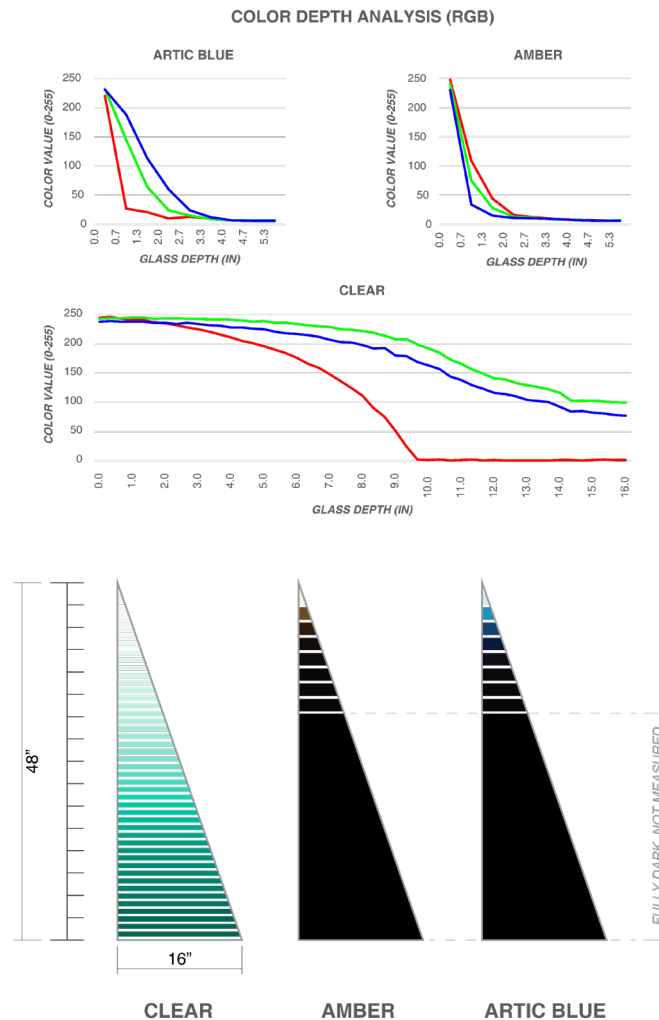 COLOR DEPTH ANALYSIS (RGB)
ARTIC BLUE
COLOR VALUE (0-255)
250
200
150
100
50
0
0.0 0.7 1.3 2.0 2.7 3.3 4.0 4.7 5.3
GLASS DEPTH (IN)
AMBER
COLOR VALUE (0-255)
250
200
150
100
50
0
0.0 0.7 1.3 2.0 2.7 3.3 4.0 4.7 5.3
GLASS DEPTH (IN)
CLEAR
COLOR VALUE (0-255)
250
200
150
100
50
0
0.0 1.0 2.0 3.0 4.0 5.0 6.0 7.0 8.0 9.0 10.0 11.0 12.0 13.0 14.0 15.0 16.0
GLASS DEPTH (IN)
48”
16”
FULLY DARK, NOT MEASURED
CLEAR
AMBER
ARTIC BLUE